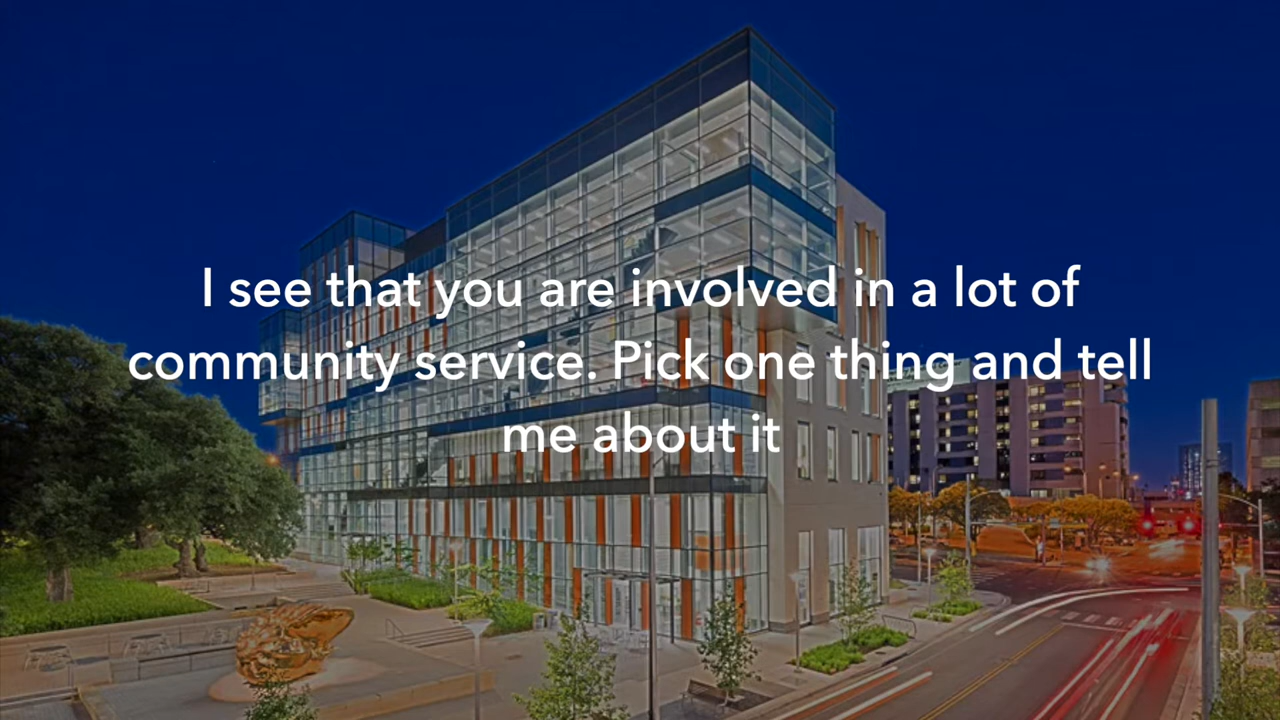 I see that you are involved in a lot of
community service. Pick one thing and tell
me about it